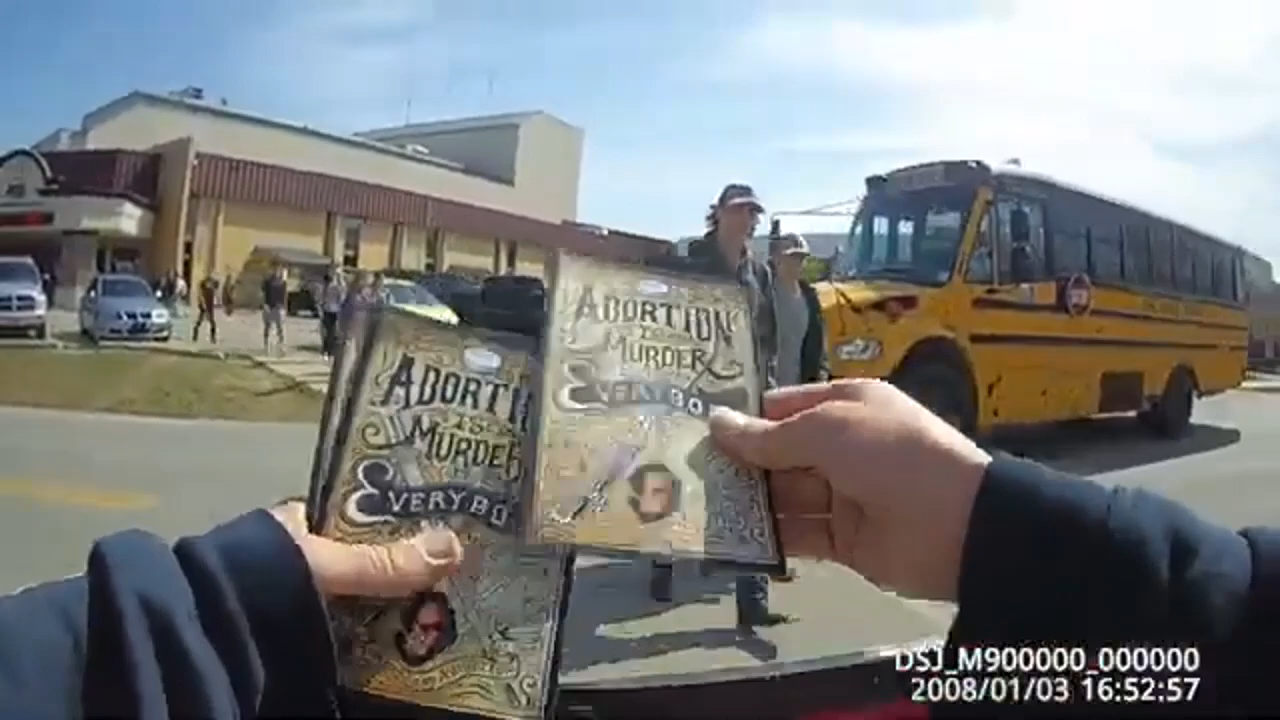 ABORTION
IS
MURDER
EVERYBO
ABORTI
IS
MURDER
EVERYBO
DSJ_M900000_000000
2008/01/03 16:52:57